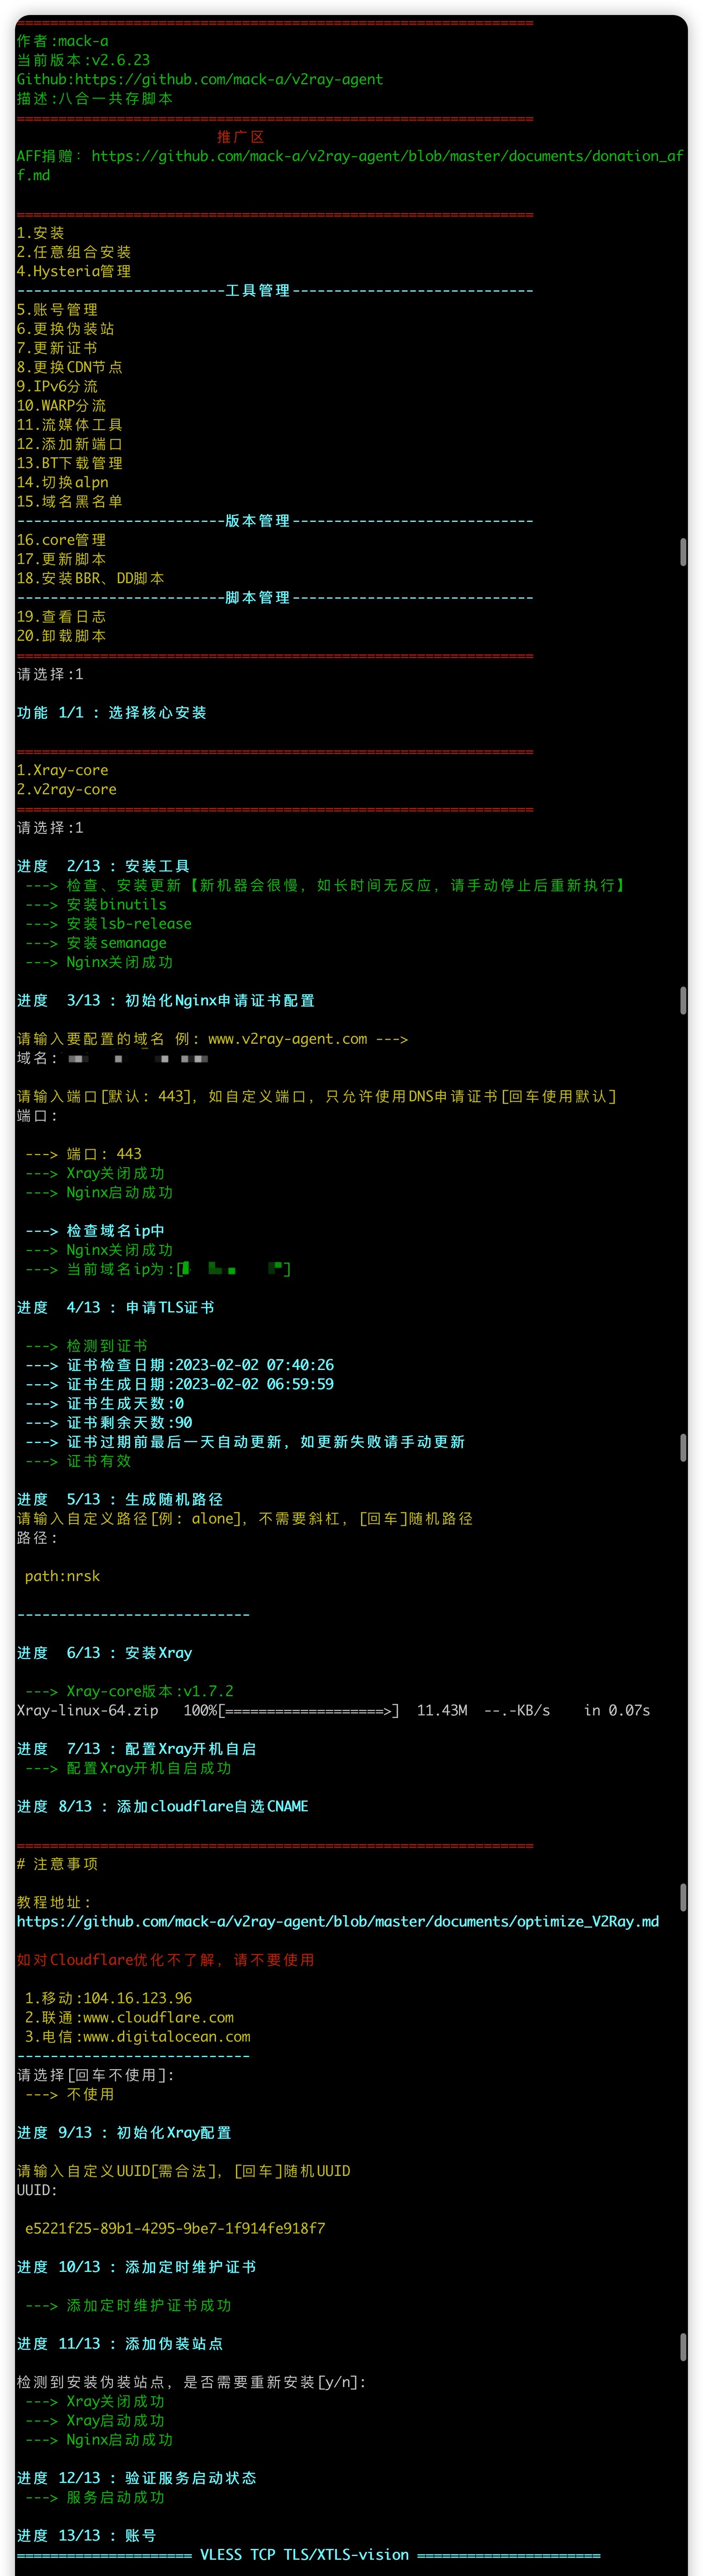 ============================================================
作者:mack-a
当前版本:v2.6.23
Github:https://github.com/mack-a/v2ray-agent
描述:八合一共存脚本
============================================================
推广区
AFF捐赠：https://github.com/mack-a/v2ray-agent/blob/master/documents/donation_af
f.md
============================================================
1.安装
2.任意组合安装
4.Hysteria管理
-------------------------工具管理-----------------------------
5.账号管理
6.更换伪装站
7.更新证书
8.更换CDN节点
9.IPv6分流
10.WARP分流
11.流媒体工具
12.添加新端口
13.BT下载管理
14.切换alpn
15.域名黑名单
-------------------------版本管理-----------------------------
16.core管理
17.更新脚本
18.安装BBR、DD脚本
-------------------------脚本管理-----------------------------
19.查看日志
20.卸载脚本
============================================================
请选择:1
功能 1/1 : 选择核心安装
============================================================
1.Xray-core
2.v2ray-core
============================================================
请选择:1
进度  2/13 : 安装工具
---> 检查、安装更新【新机器会很慢，如长时间无反应，请手动停止后重新执行】
---> 安装binutils
---> 安装lsb-release
---> 安装semanage
---> Nginx关闭成功
进度  3/13 : 初始化Nginx申请证书配置
请输入要配置的域名 例：www.v2ray-agent.com --->
域名:
请输入端口[默认: 443]，如自定义端口，只允许使用DNS申请证书[回车使用默认]
端口:
---> 端口: 443
---> Xray关闭成功
---> Nginx启动成功
---> 检查域名ip中
---> Nginx关闭成功
---> 当前域名ip为:[ ]
进度  4/13 : 申请TLS证书
---> 检测到证书
---> 证书检查日期:2023-02-02 07:40:26
---> 证书生成日期:2023-02-02 06:59:59
---> 证书生成天数:0
---> 证书剩余天数:90
---> 证书过期前最后一天自动更新，如更新失败请手动更新
---> 证书有效
进度  5/13 : 生成随机路径
请输入自定义路径[例: alone]，不需要斜杠，[回车]随机路径
路径:
path:nrsk
----------------------------
进度  6/13 : 安装Xray
---> Xray-core版本:v1.7.2
Xray-linux-64.zip   100%[===================>]  11.43M  --.-KB/s    in 0.07s
进度  7/13 : 配置Xray开机自启
---> 配置Xray开机自启成功
进度 8/13 : 添加cloudflare自选CNAME
============================================================
# 注意事项
教程地址:
https://github.com/mack-a/v2ray-agent/blob/master/documents/optimize_V2Ray.md
如对Cloudflare优化不了解，请不要使用
1.移动:104.16.123.96
2.联通:www.cloudflare.com
3.电信:www.digitalocean.com
----------------------------
请选择[回车不使用]:
---> 不使用
进度 9/13 : 初始化Xray配置
请输入自定义UUID[需合法]，[回车]随机UUID
UUID:
e5221f25-89b1-4295-9be7-1f914fe918f7
进度 10/13 : 添加定时维护证书
---> 添加定时维护证书成功
进度 11/13 : 添加伪装站点
检测到安装伪装站点，是否需要重新安装[y/n]:
---> Xray关闭成功
---> Xray启动成功
---> Nginx启动成功
进度 12/13 : 验证服务启动状态
---> 服务启动成功
进度 13/13 : 账号
===================== VLESS TCP TLS/XTLS-vision ======================